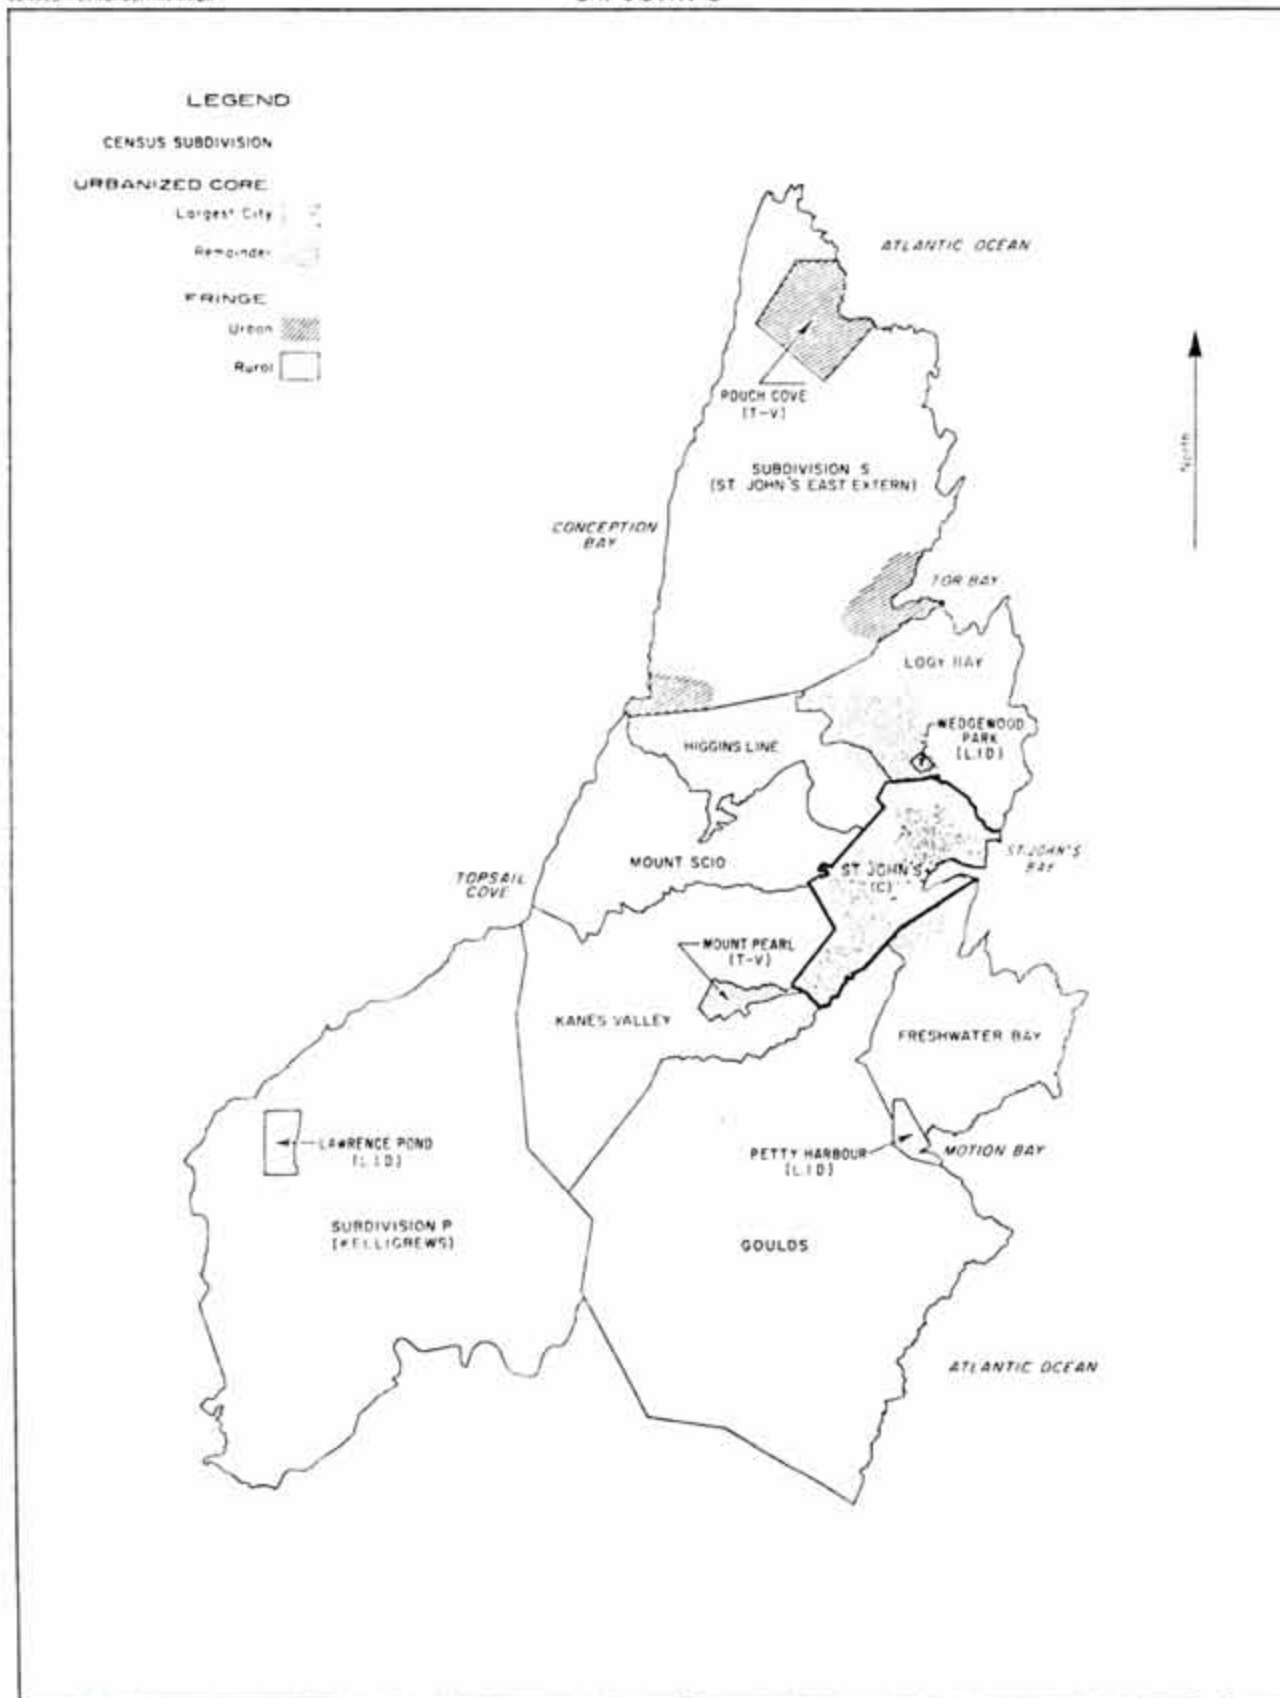 LEGEND
CENSUS SUBDIVISION
URBANIZED CORE
Largest City
Remainder
FRINGE
Urban
Rural
ATLANTIC OCEAN
North
POUCH COVE
(T-V)
SUBDIVISION S
(ST. JOHN'S EAST EXTERN)
CONCEPTION
BAY
TOR BAY
LOGY BAY
WEDGEWOOD
PARK
(L.I.D)
HIGGINS LINE
ST. JOHN'S
BAY
MOUNT SCIO
ST. JOHN'S
(C)
TOPSAIL
COVE
MOUNT PEARL
(T-V)
KANES VALLEY
FRESHWATER BAY
LAWRENCE POND
(L.I.D)
PETTY HARBOUR
(L.I.D)
MOTION BAY
SUBDIVISION P
(KELLIGREWS)
GOULDS
ATLANTIC OCEAN